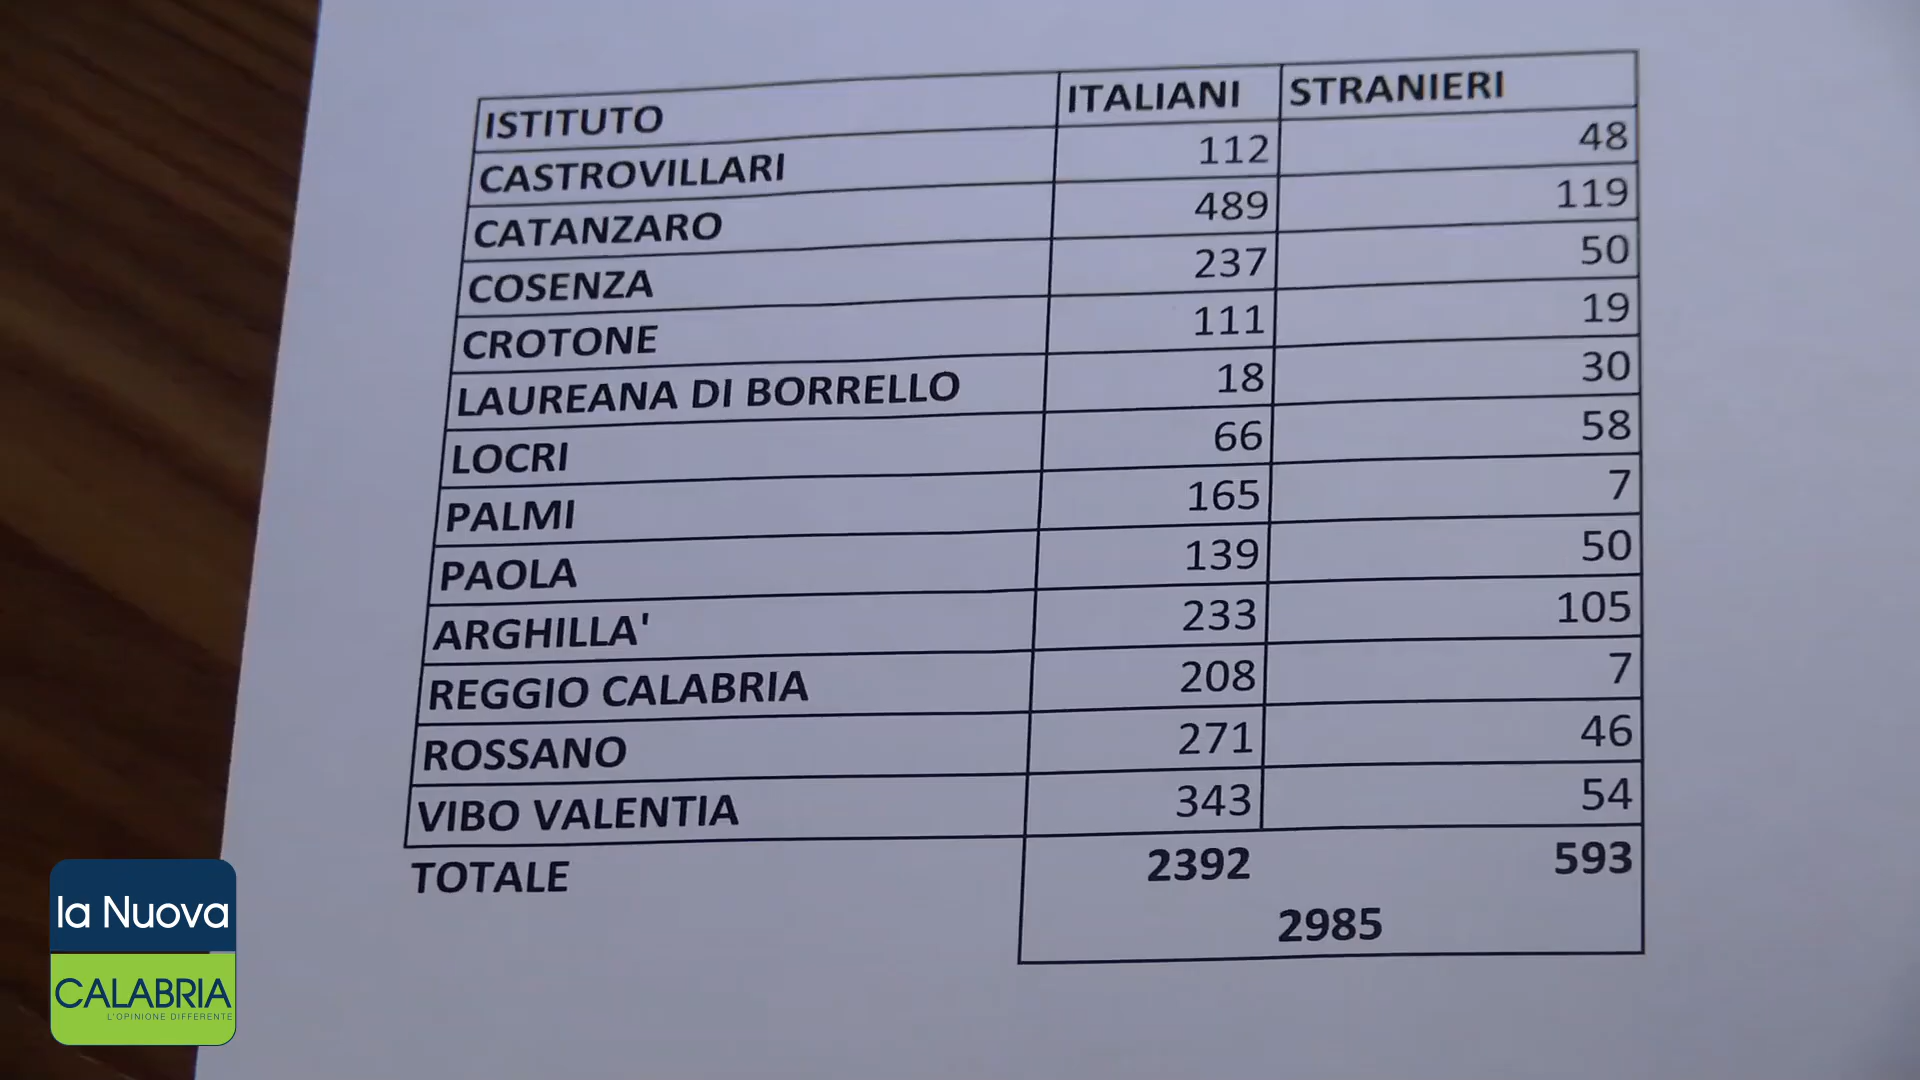 ISTITUTO ITALIANI STRANIERI
CASTROVILLARI 112 48
CATANZARO 489 119
COSENZA 237 50
CROTONE 111 19
LAUREANA DI BORRELLO 18 30
LOCRI 66 58
PALMI 165 7
PAOLA 139 50
ARGHILLA' 233 105
REGGIO CALABRIA 208 7
ROSSANO 271 46
VIBO VALENTIA 343 54
TOTALE 2392 593
2985
la Nuova
CALABRIA
L'OPINIONE DIFFERENTE